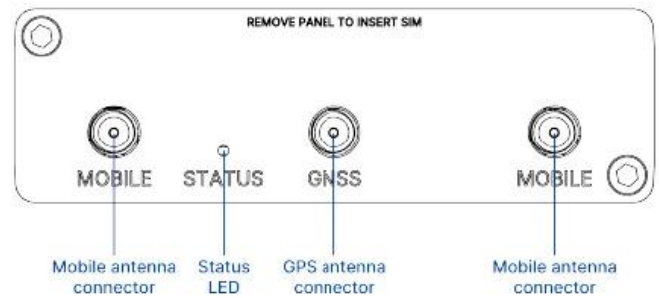 REMOVE PANEL TO INSERT SIM
MOBILE STATUS GNSS MOBILE
Mobile antenna Status GPS antenna Mobile antenna
connector LED connector connector